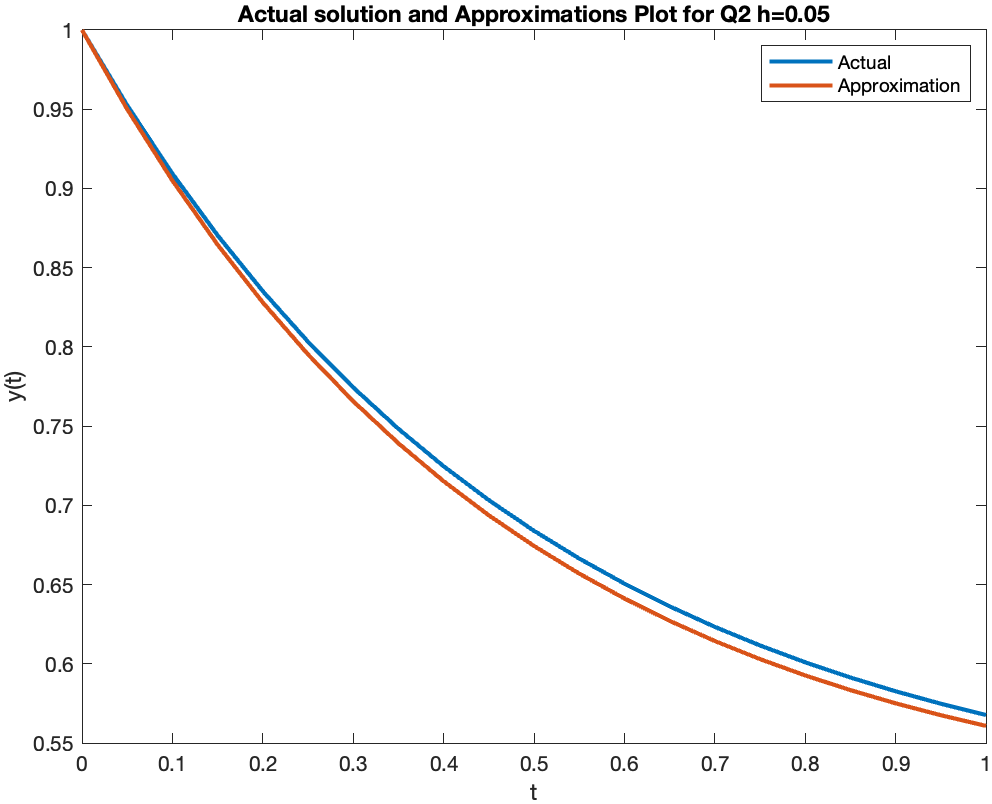 Actual solution and Approximations Plot for Q2 h=0.05
Actual
Approximation
1
0.95
0.9
0.85
0.8
0.75
0.7
0.65
0.6
0.55
y(t)
0 0.1 0.2 0.3 0.4 0.5 0.6 0.7 0.8 0.9 1
t